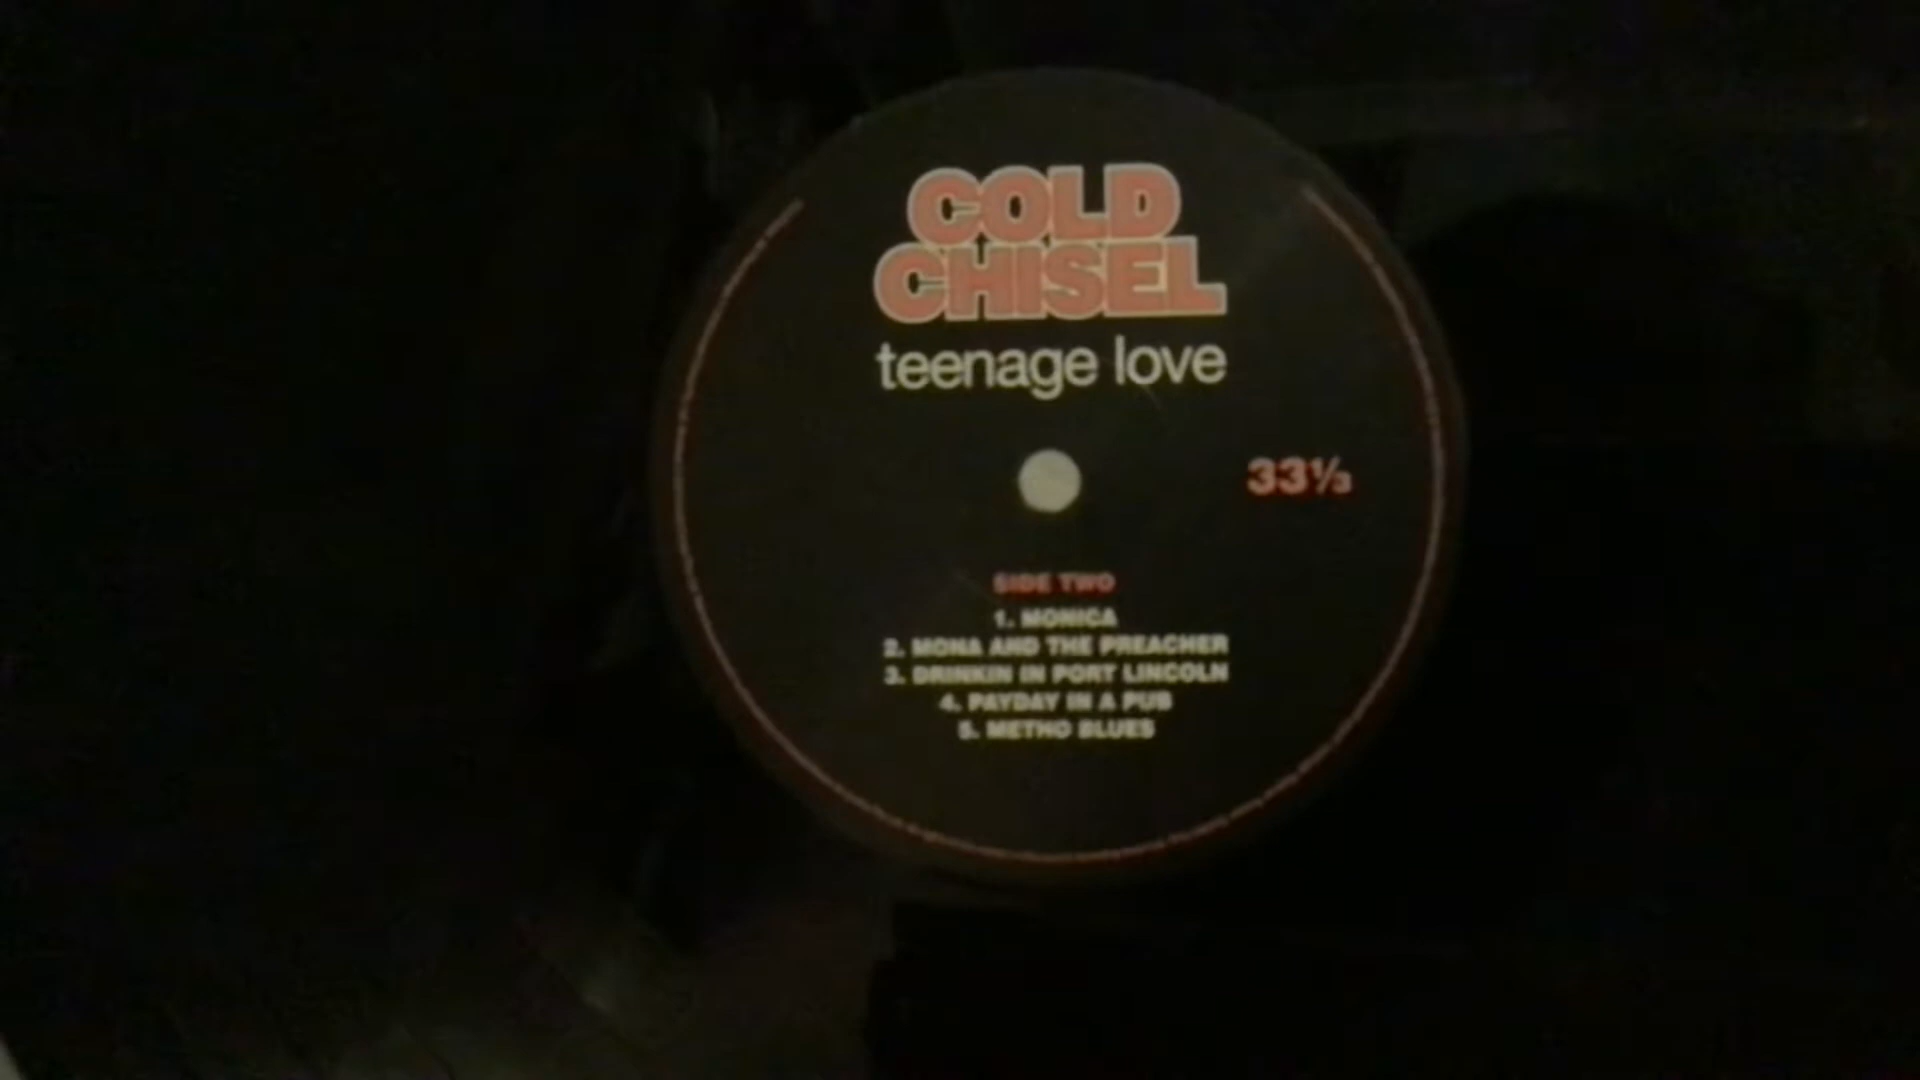 COLD
CHISEL
teenage love
33⅓
SIDE TWO
1. MONICA
2. MONA AND THE PREACHER
3. DRINKIN IN PORT LINCOLN
4. PAYDAY IN A PUB
5. METHO BLUES